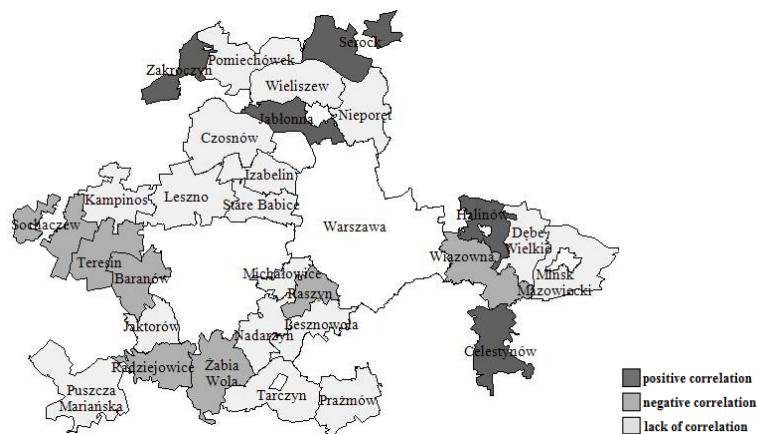 Serock
Zakroczyn
Pomiechówek
Wieliszew
Jabłonna
Nieporęt
Czosnów
Izabelin
Kampinos
Leszno
Stare Babice
Sochaczew
Warszawa
Halinów
Dębe
Wielkie
Wiązowna
Teresin
Baranów
Michałowice
Raszyn
Mińsk
Mazowiecki
Jaktorów
Nadarzyn
Lesznowola
Celestynów
Radziejowice
Żabia
Wola
Puszcza
Mariańska
Tarczyn
Prażmów
positive correlation
negative correlation
lack of correlation